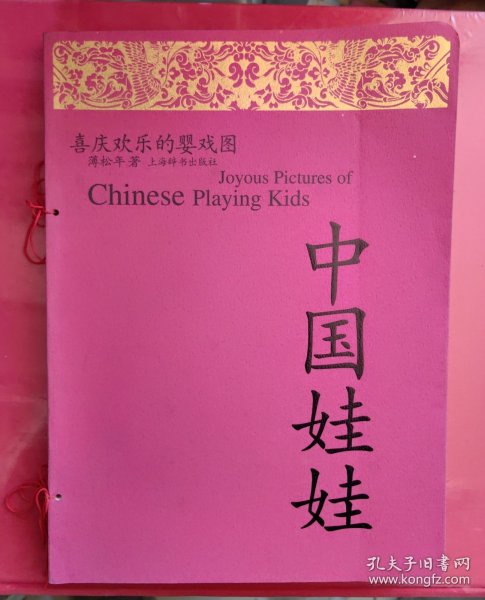 喜庆欢乐的婴戏图
薄松年 著 上海辞书出版社
Joyous Pictures of
Chinese Playing Kids
中国娃娃
孔夫子旧书网
www.kongfz.com